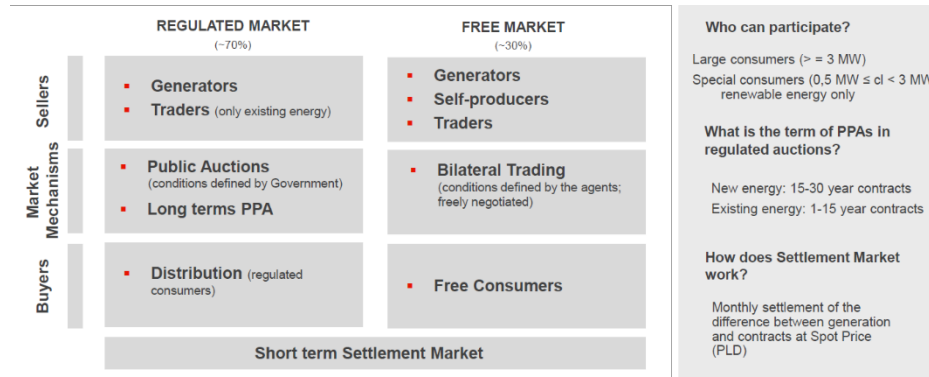 REGULATED MARKET
(~70%)
FREE MARKET
(~30%)
Sellers
Generators
Traders (only existing energy)
Generators
Self-producers
Traders
Market
Mechanisms
Public Auctions
(conditions defined by Government)
Long terms PPA
Bilateral Trading
(conditions defined by the agents;
freely negotiated)
Buyers
Distribution (regulated
consumers)
Free Consumers
Short term Settlement Market
Who can participate?
Large consumers (> = 3 MW)
Special consumers (0,5 MW ≤ cl < 3 MW
renewable energy only
What is the term of PPAs in
regulated auctions?
New energy: 15-30 year contracts
Existing energy: 1-15 year contracts
How does Settlement Market
work?
Monthly settlement of the
difference between generation
and contracts at Spot Price
(PLD)